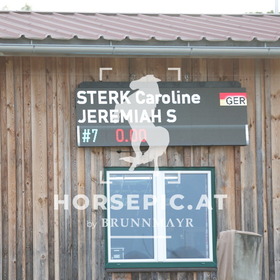 STERK Caroline
GER
JEREMIAH S
#7 0.00
HORSEPIC.AT
by BRUNNMAYR